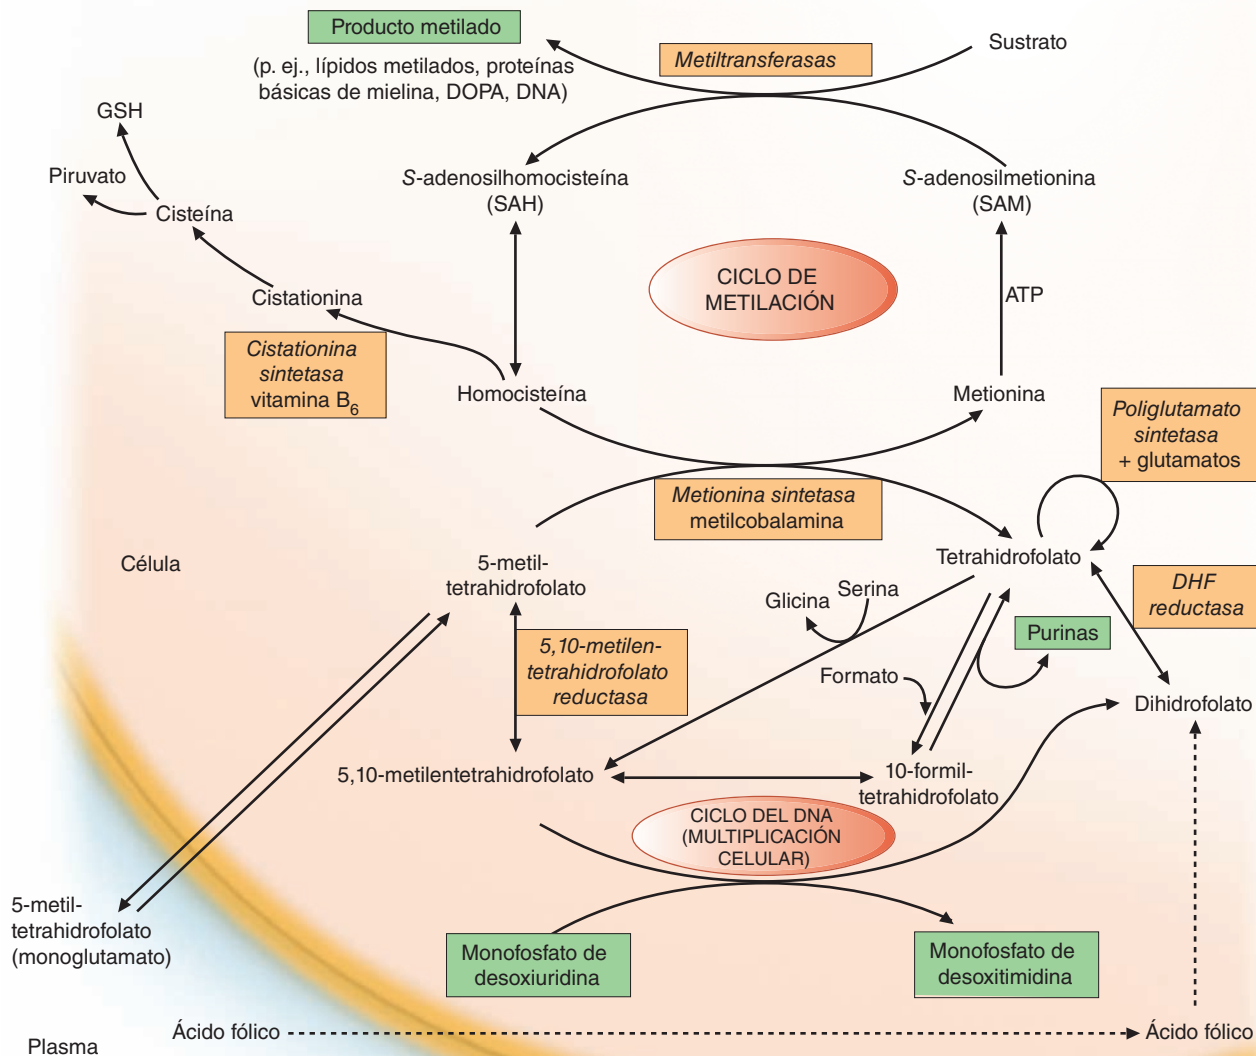 Producto metilado
(p. ej., lípidos metilados, proteínas
básicas de mielina, DOPA, DNA)
Metiltransferasas
Sustrato
GSH
Piruvato
Cisteína
S-adenosilhomocisteína
(SAH)
S-adenosilmetionina
(SAM)
CICLO DE
METILACIÓN
ATP
Cistationina
Cistationina
sintetasa
vitamina B6
Homocisteína
Metionina
Poliglutamato
sintetasa
+ glutamatos
Metionina sintetasa
metilcobalamina
Célula
5-metil-
tetrahidrofolato
Tetrahidrofolato
DHF
reductasa
Glicina
Serina
Purinas
5,10-metilen-
tetrahidrofolato
reductasa
Formato
Dihidrofolato
5,10-metilentetrahidrofolato
10-formil-
tetrahidrofolato
CICLO DEL DNA
(MULTIPLICACIÓN
CELULAR)
5-metil-
tetrahidrofolato
(monoglutamato)
Monofosfato de
desoxiuridina
Monofosfato de
desoxitimidina
Ácido fólico
Ácido fólico
Plasma